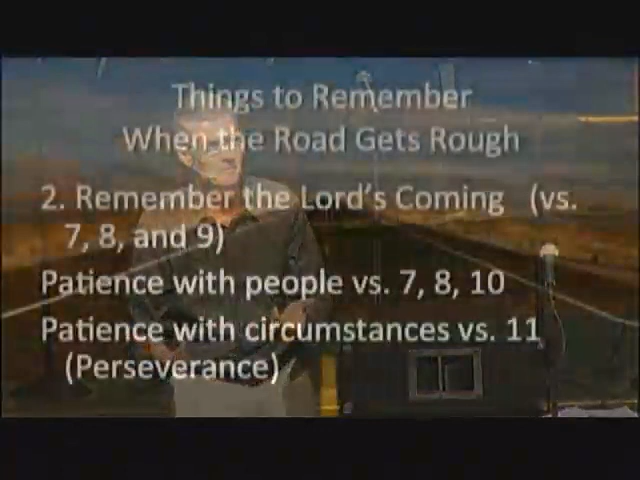 Things to Remember
When the Road Gets Rough
2. Remember the Lord's Coming (vs.
7, 8, and 9)
Patience with people vs. 7, 8, 10
Patience with circumstances vs. 11
(Perseverance)